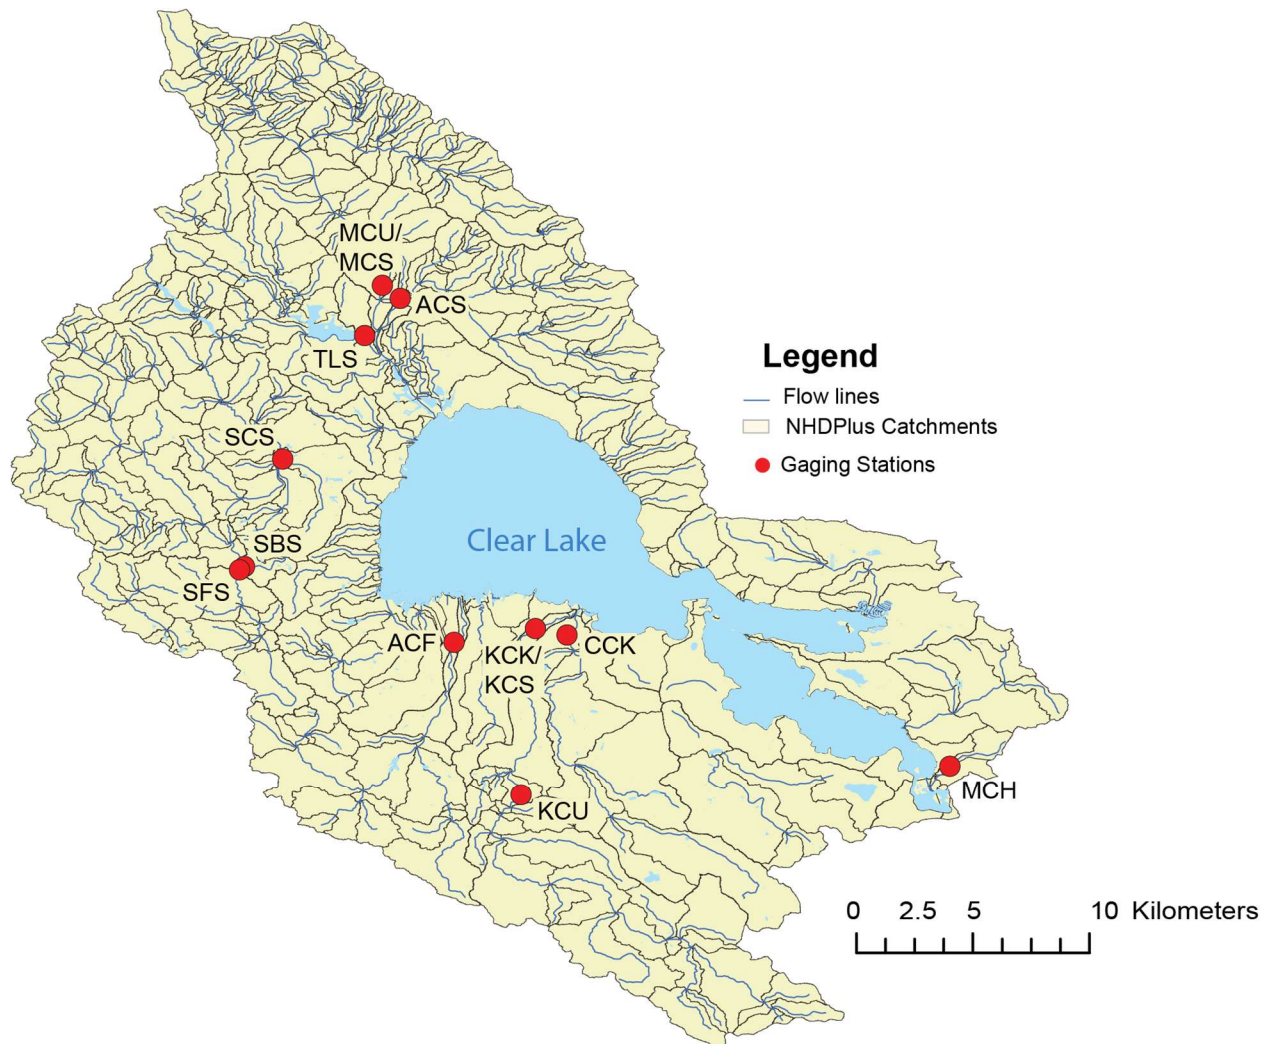 MCU/
MCS
ACS
TLS
Legend
Flow lines
NHDPlus Catchments
SCS
Gaging Stations
Clear Lake
SBS
SFS
ACF
KCK/
KCS
CCK
MCH
KCU
0 2.5 5 10 Kilometers